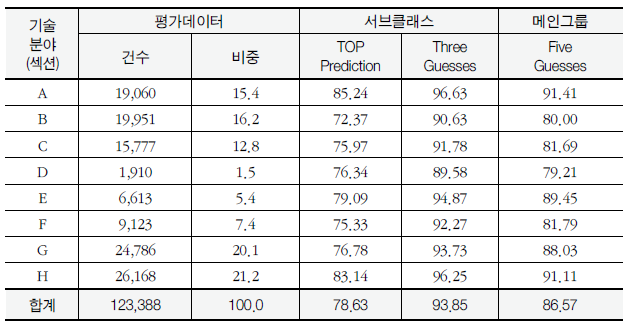 기술 분야 (섹션) 평가데이터 서브클래스 메인그룹
건수 비중 TOP Prediction Three Guesses Five Guesses
A 19,060 15.4 85.24 96.63 91.41
B 19,951 16.2 72.37 90.63 80.00
C 15,777 12.8 75.97 91.78 81.69
D 1,910 1.5 76.34 89.58 79.21
E 6,613 5.4 79.09 94.87 89.45
F 9,123 7.4 75.33 92.27 81.79
G 24,786 20.1 76.78 93.73 88.03
H 26,168 21.2 83.14 96.25 91.11
합계 123,388 100.0 78.63 93.85 86.57